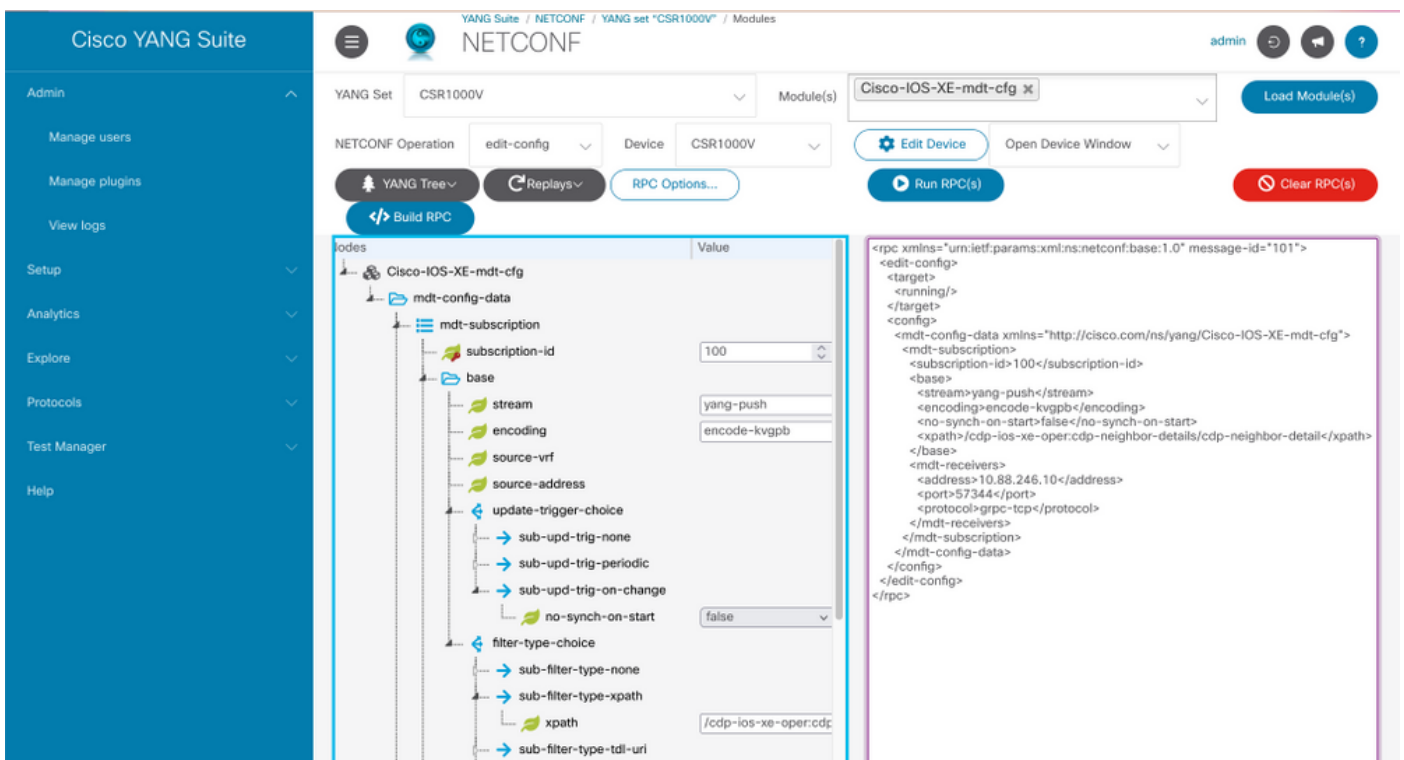 Cisco YANG Suite
Admin
Manage users
Manage plugins
View logs
Setup
Analytics
Explore
Protocols
Test Manager
Help
YANG Suite / NETCONF / YANG set "CSR1000V" / Modules
NETCONF
admin
?
YANG Set CSR1000V Module(s) Cisco-IOS-XE-mdt-cfg Load Module(s)
NETCONF Operation edit-config Device CSR1000V Edit Device Open Device Window
YANG Tree Replays RPC Options... Run RPC(s) Clear RPC(s)
</> Build RPC
lodes Value
Cisco-IOS-XE-mdt-cfg
mdt-config-data
mdt-subscription
subscription-id 100
base
stream yang-push
encoding encode-kvgpb
source-vrf
source-address
update-trigger-choice
sub-upd-trig-none
sub-upd-trig-periodic
sub-upd-trig-on-change
no-synch-on-start false
filter-type-choice
sub-filter-type-none
sub-filter-type-xpath
xpath /cdp-ios-xe-oper:cdp
sub-filter-type-tdl-uri
<rpc xmlns="urn:ietf:params:xml:ns:netconf:base:1.0" message-id="101">
<edit-config>
<target>
<running/>
</target>
<config>
<mdt-config-data xmlns="http://cisco.com/ns/yang/Cisco-IOS-XE-mdt-cfg">
<mdt-subscription>
<subscription-id>100</subscription-id>
<base>
<stream>yang-push</stream>
<encoding>encode-kvgpb</encoding>
<no-synch-on-start>false</no-synch-on-start>
<xpath>/cdp-ios-xe-oper:cdp-neighbor-details/cdp-neighbor-detail</xpath>
</base>
<mdt-receivers>
<address>10.88.246.10</address>
<port>57344</port>
<protocol>grpc-tcp</protocol>
</mdt-receivers>
</mdt-subscription>
</mdt-config-data>
</config>
</edit-config>
</rpc>